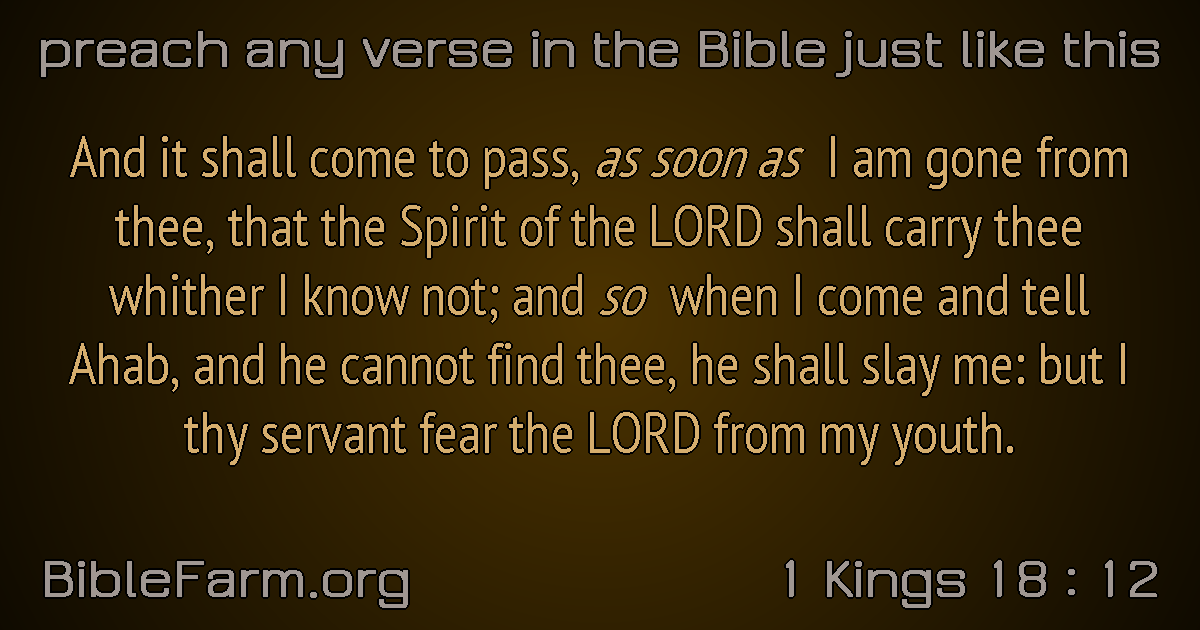 preach any verse in the Bible just like this
And it shall come to pass, as soon as I am gone from
thee, that the Spirit of the LORD shall carry thee
whither I know not; and so when I come and tell
Ahab, and he cannot find thee, he shall slay me: but I
thy servant fear the LORD from my youth.
BibleFarm.org
1 Kings 18 : 12